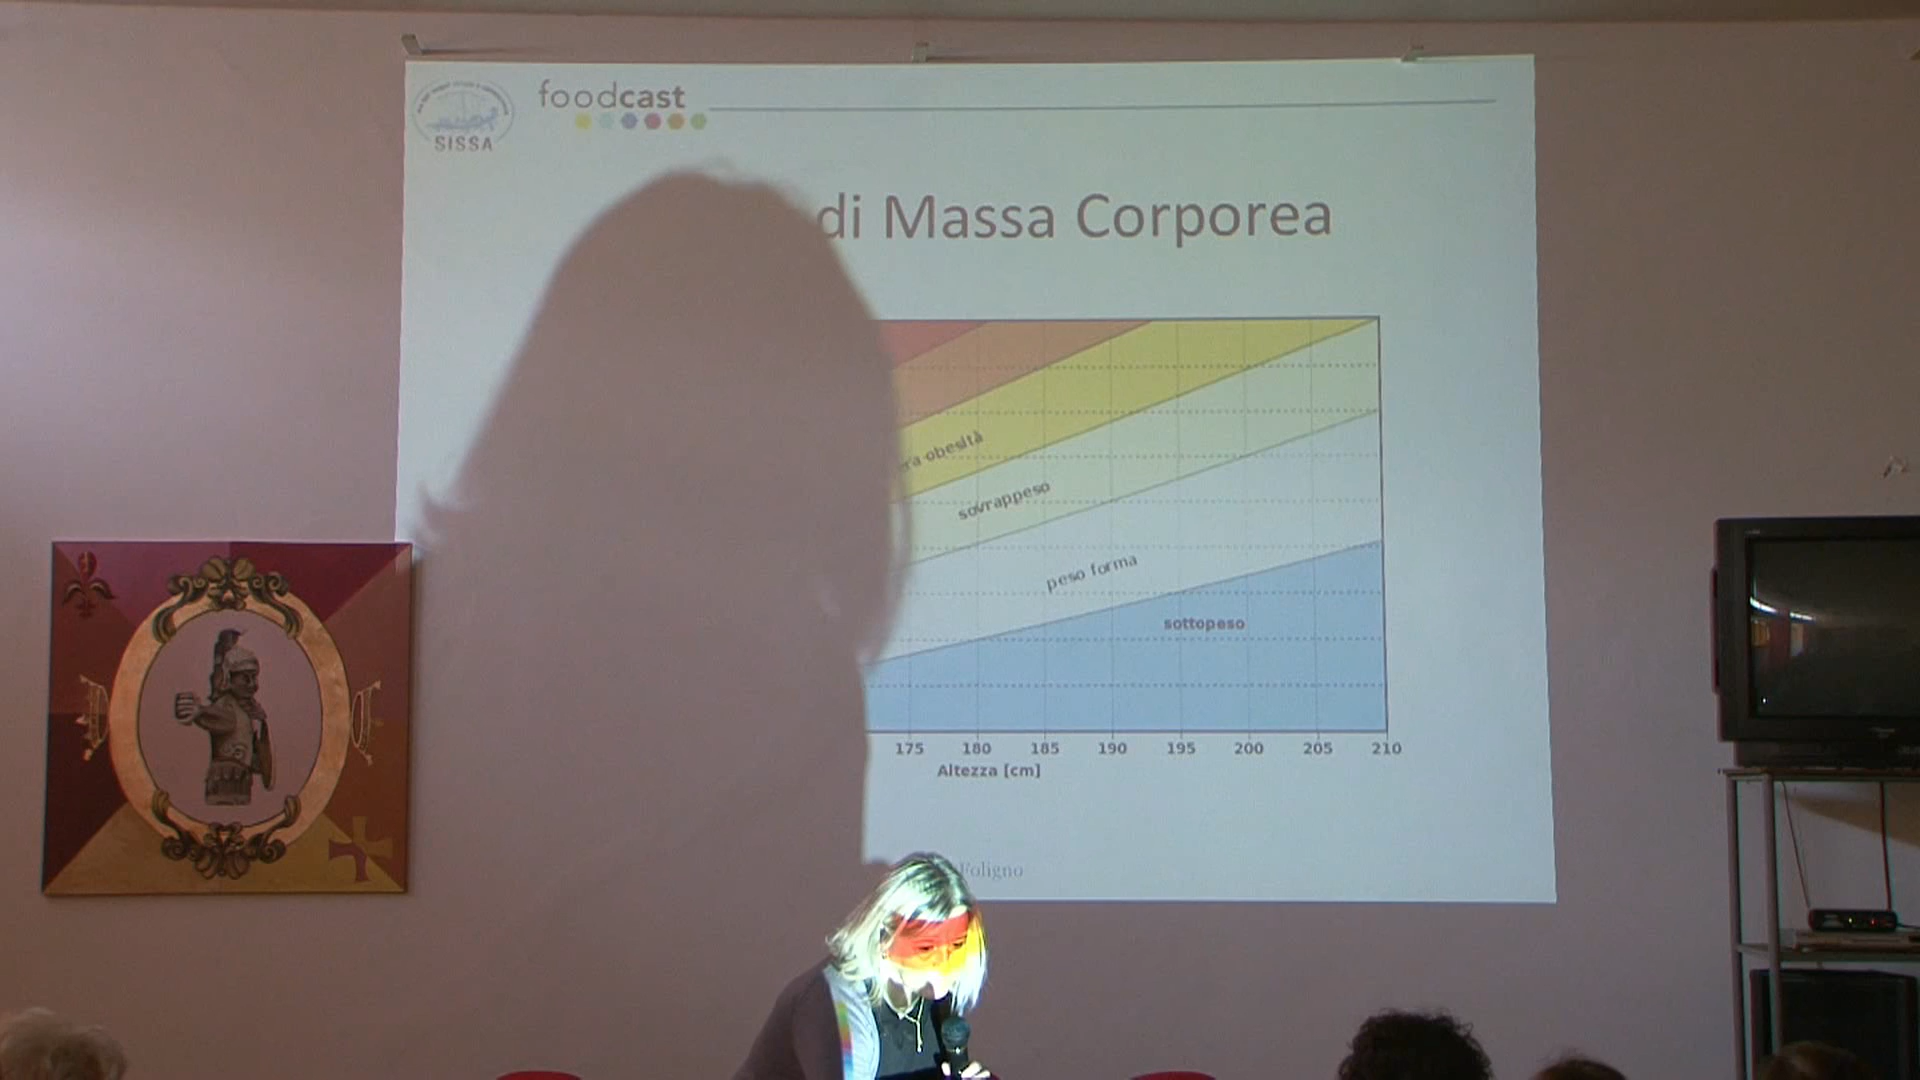 foodcast
SISSA
di Massa Corporea
obesità
sovrappeso
peso forma
sottopeso
175 180 185 190 195 200 205 210
Altezza [cm]
Foligno